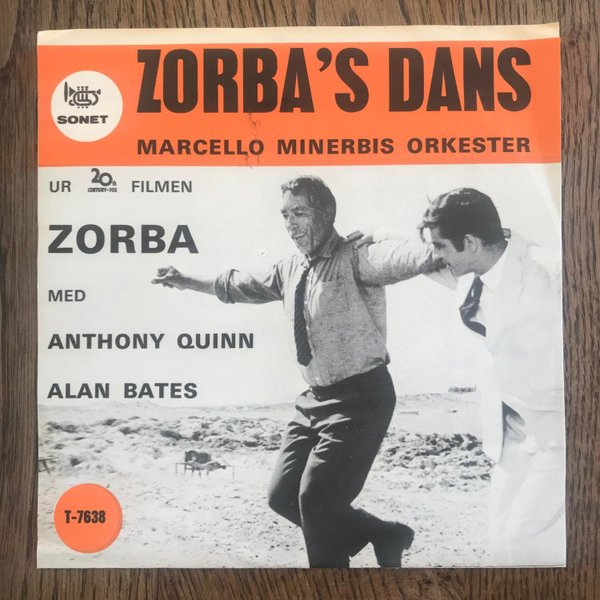 ZORBA'S DANS
SONET
MARCELLO MINERBIS ORKESTER
UR 20th CENTURY-FOX FILMEN
ZORBA
MED
ANTHONY QUINN
ALAN BATES
T-7638